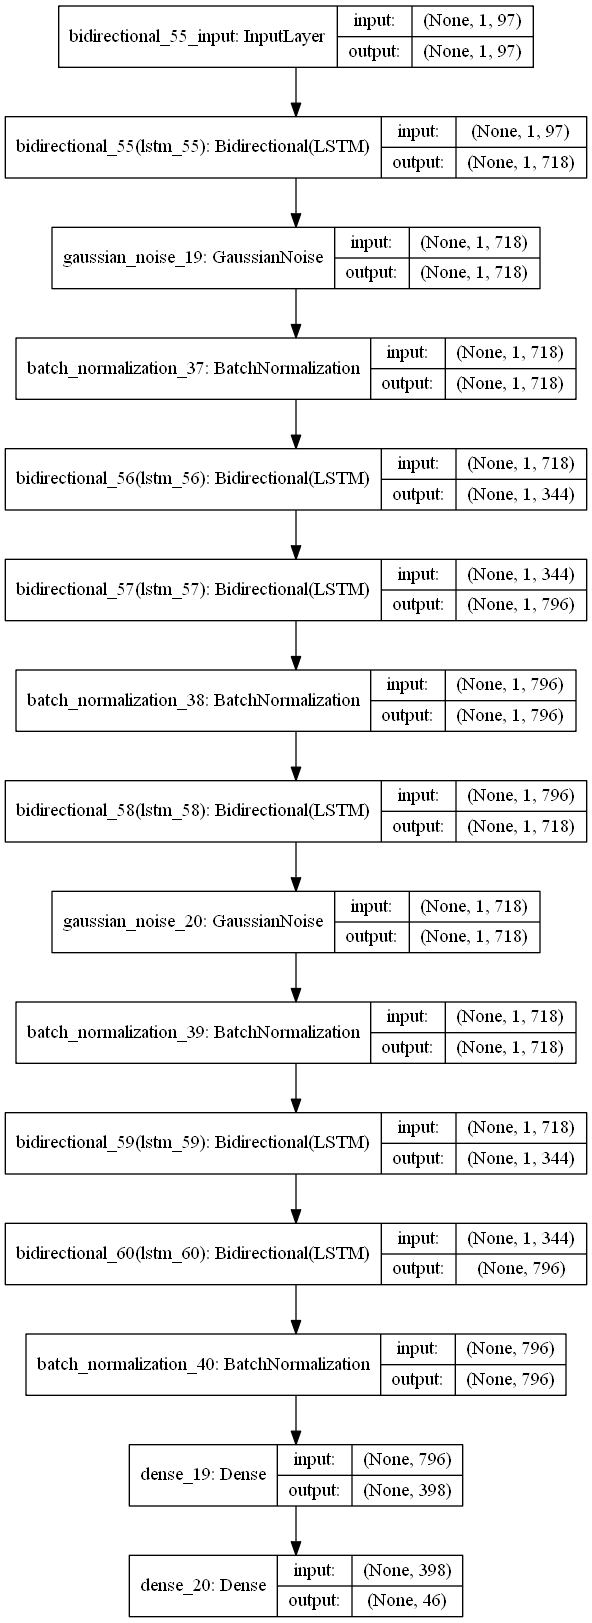 bidirectional_55_input: InputLayer
input: (None, 1, 97)
output: (None, 1, 97)
bidirectional_55(lstm_55): Bidirectional(LSTM)
input: (None, 1, 97)
output: (None, 1, 718)
gaussian_noise_19: GaussianNoise
input: (None, 1, 718)
output: (None, 1, 718)
batch_normalization_37: BatchNormalization
input: (None, 1, 718)
output: (None, 1, 718)
bidirectional_56(lstm_56): Bidirectional(LSTM)
input: (None, 1, 718)
output: (None, 1, 344)
bidirectional_57(lstm_57): Bidirectional(LSTM)
input: (None, 1, 344)
output: (None, 1, 796)
batch_normalization_38: BatchNormalization
input: (None, 1, 796)
output: (None, 1, 796)
bidirectional_58(lstm_58): Bidirectional(LSTM)
input: (None, 1, 796)
output: (None, 1, 718)
gaussian_noise_20: GaussianNoise
input: (None, 1, 718)
output: (None, 1, 718)
batch_normalization_39: BatchNormalization
input: (None, 1, 718)
output: (None, 1, 718)
bidirectional_59(lstm_59): Bidirectional(LSTM)
input: (None, 1, 718)
output: (None, 1, 344)
bidirectional_60(lstm_60): Bidirectional(LSTM)
input: (None, 1, 344)
output: (None, 796)
batch_normalization_40: BatchNormalization
input: (None, 796)
output: (None, 796)
dense_19: Dense
input: (None, 796)
output: (None, 398)
dense_20: Dense
input: (None, 398)
output: (None, 46)